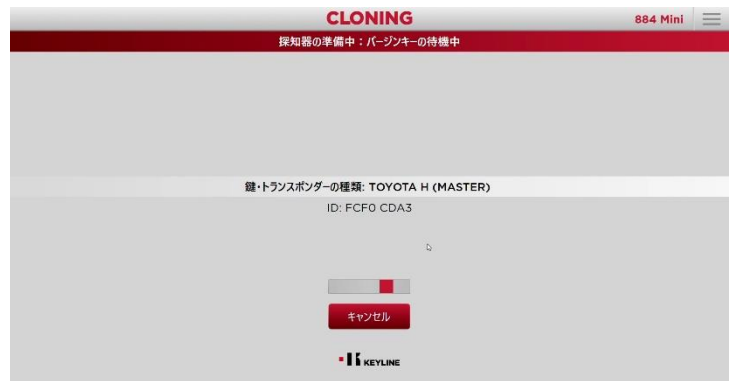 CLONING
884 Mini
探知器の準備中：バージンキーの待機中
鍵・トランスポンダーの種類: TOYOTA H (MASTER)
ID: FCF0 CDA3
キャンセル
KEYLINE